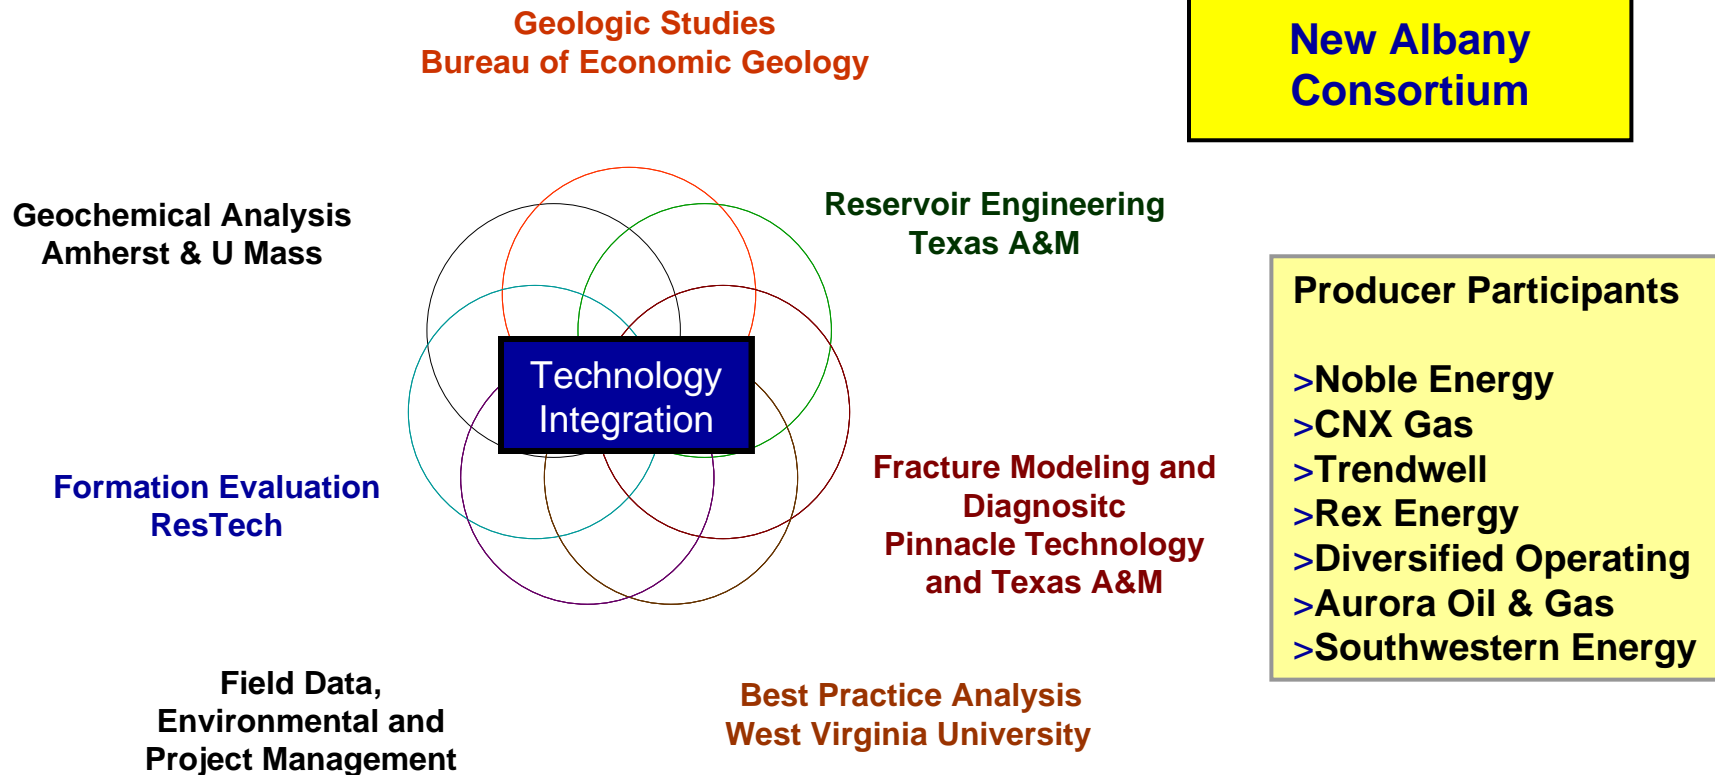 Geologic Studies
Bureau of Economic Geology
New Albany
Consortium
Geochemical Analysis
Amherst & U Mass
Reservoir Engineering
Texas A&M
Technology
Integration
Formation Evaluation
ResTech
Fracture Modeling and
Diagnositc
Pinnacle Technology
and Texas A&M
Field Data,
Environmental and
Project Management
Best Practice Analysis
West Virginia University
Producer Participants
>Noble Energy
>CNX Gas
>Trendwell
>Rex Energy
>Diversified Operating
>Aurora Oil & Gas
>Southwestern Energy